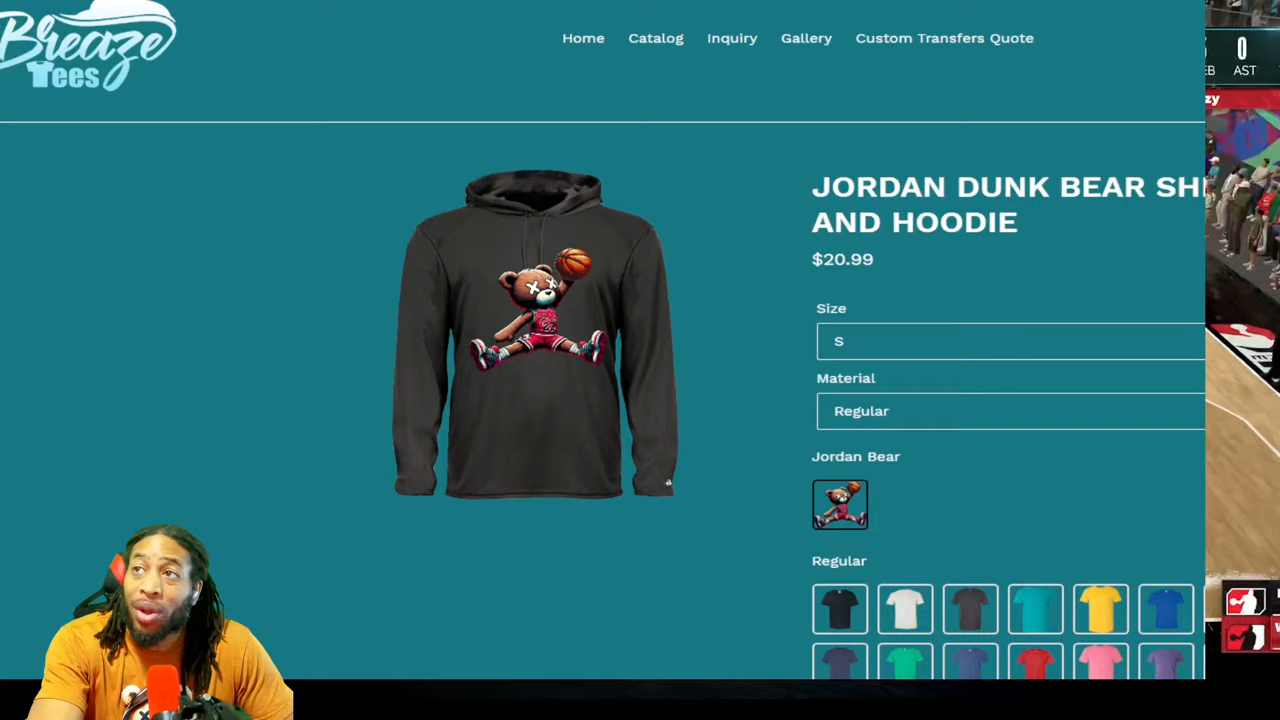 Breaze
Tees
Home Catalog Inquiry Gallery Custom Transfers Quote
0
AST
JORDAN DUNK BEAR
AND HOODIE
$20.99
Size
S
Material
Regular
Jordan Bear
Regular
23